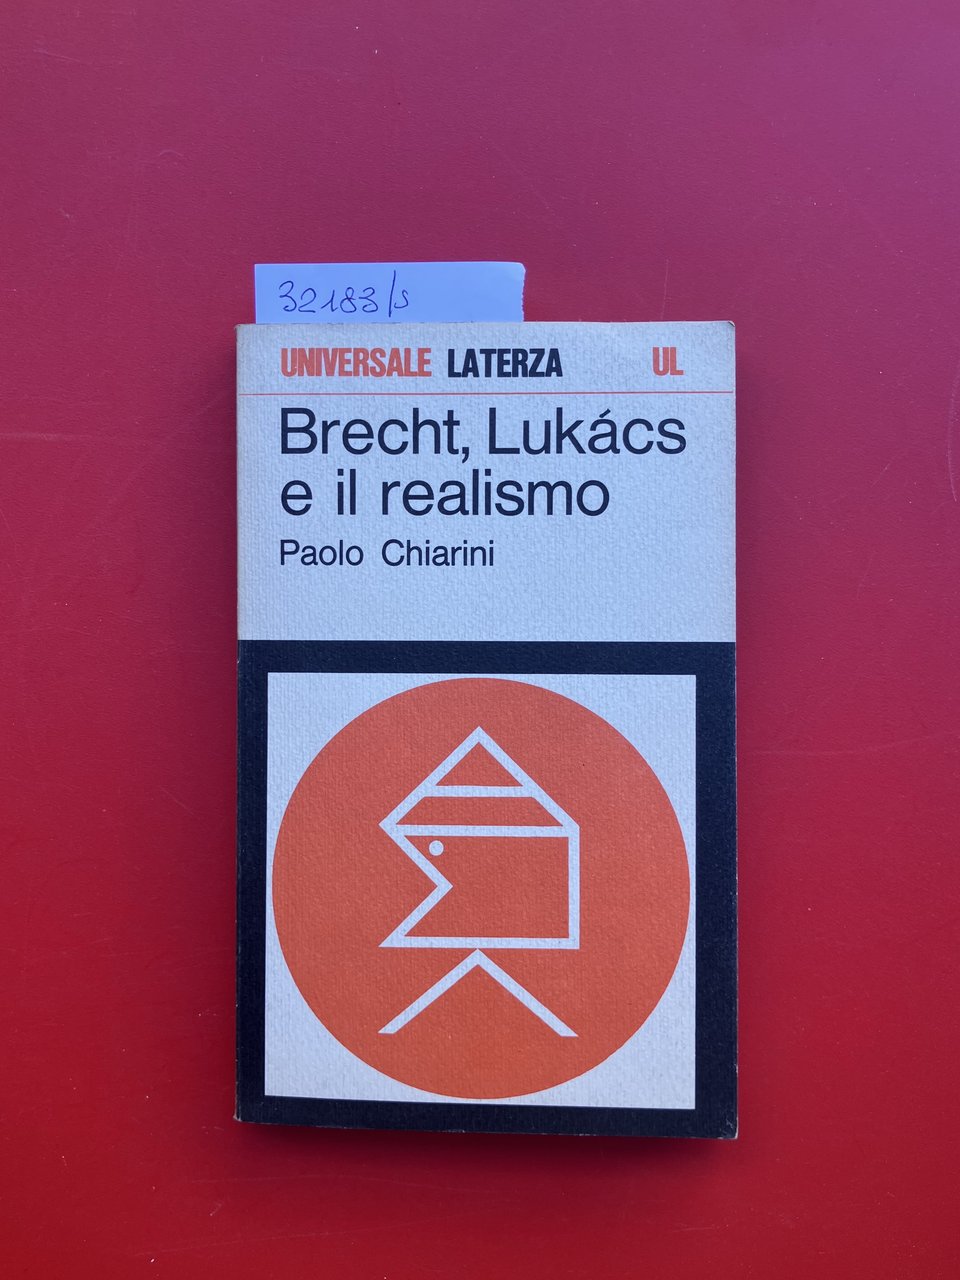 32183/s
UNIVERSALE LATERZA UL
Brecht, Lukács
e il realismo
Paolo Chiarini